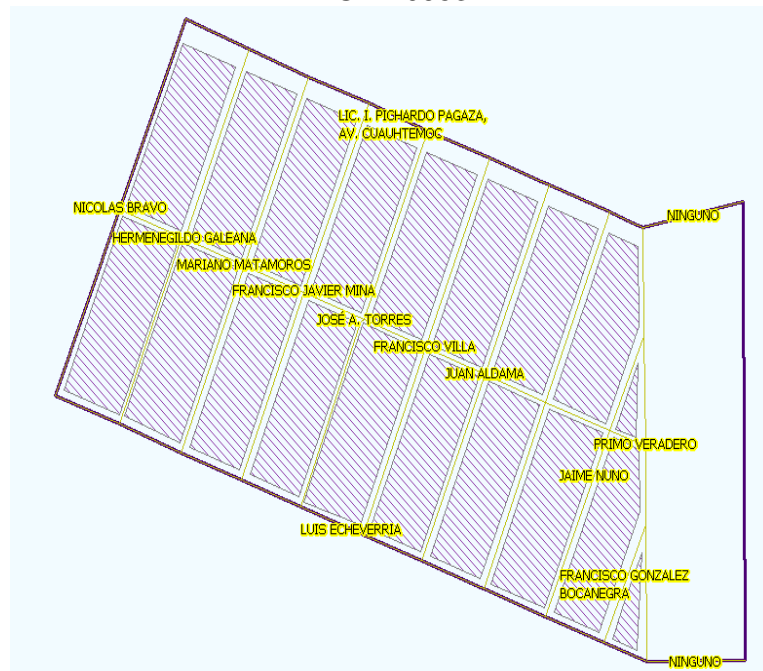 LIC. I. PIGHARDO PAGAZA,
AV. CUAUHTEMOC
NICOLAS BRAVO
NINGUNO
HERMENEGILDO GALEANA
MARIANO MATAMOROS
FRANCISCO JAVIER MINA
JOSÉ A. TORRES
FRANCISCO VILLA
JUAN ALDAMA
PRIMO VERADERO
JAIME NUNO
LUIS ECHEVERRIA
FRANCISCO GONZALEZ
BOCANEGRA
NINGUNO